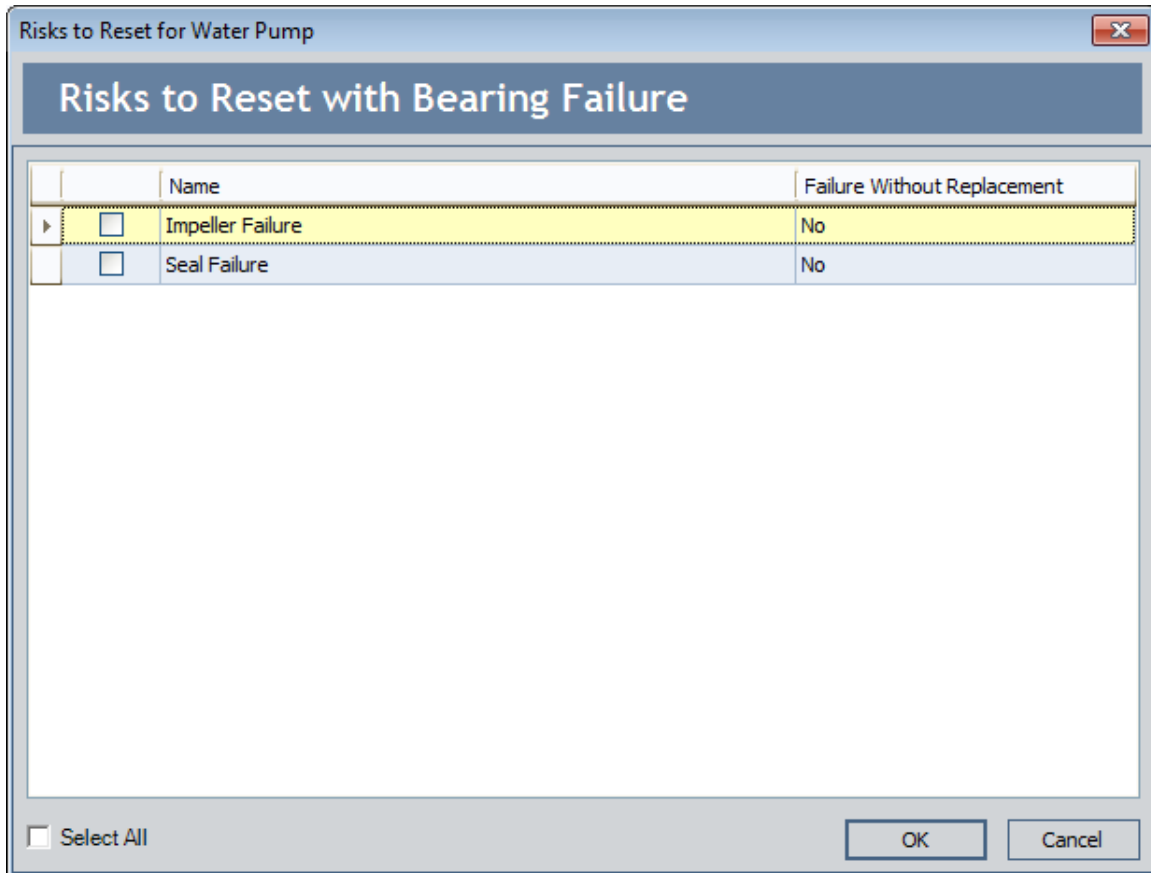 Risks to Reset for Water Pump
Risks to Reset with Bearing Failure
Name Failure Without Replacement
Impeller Failure No
Seal Failure No
Select All OK Cancel